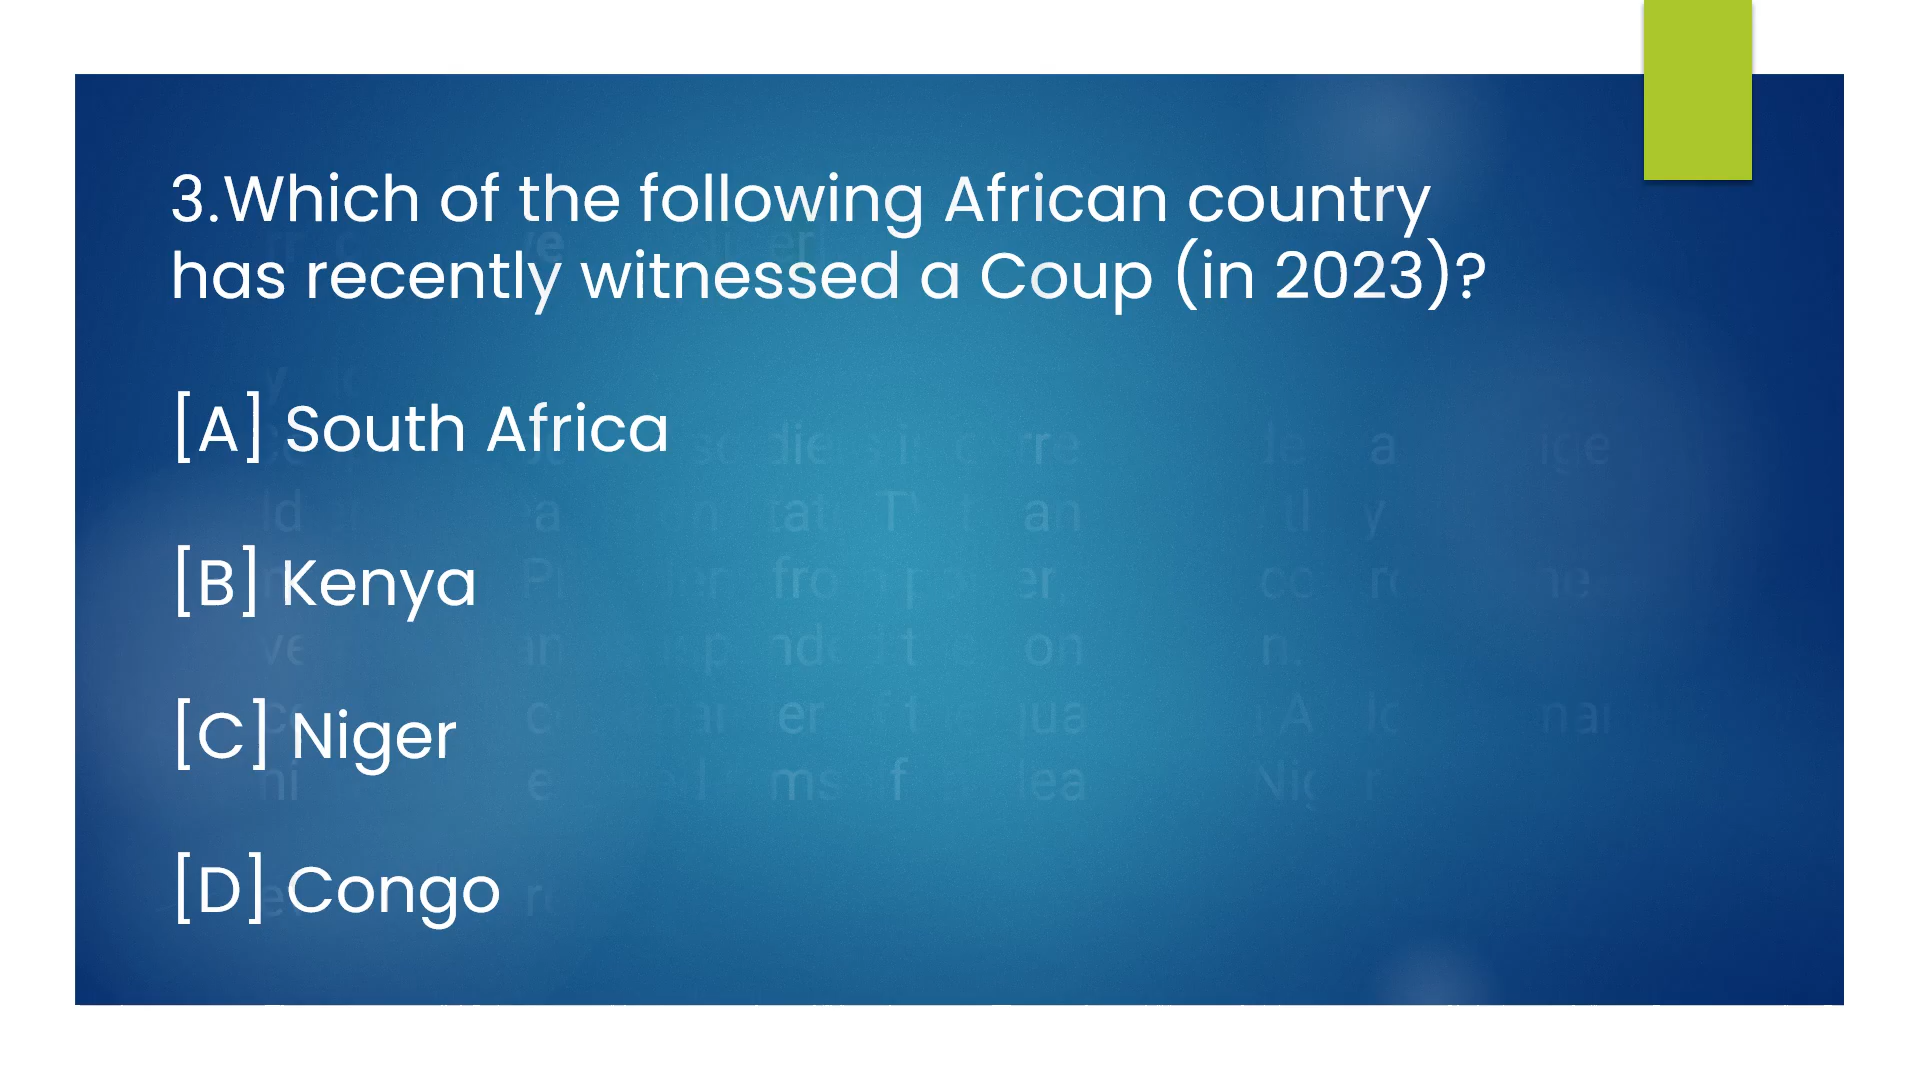 3.Which of the following African country
has recently witnessed a Coup (in 2023)?
[A] South Africa
[B] Kenya
[C] Niger
[D] Congo